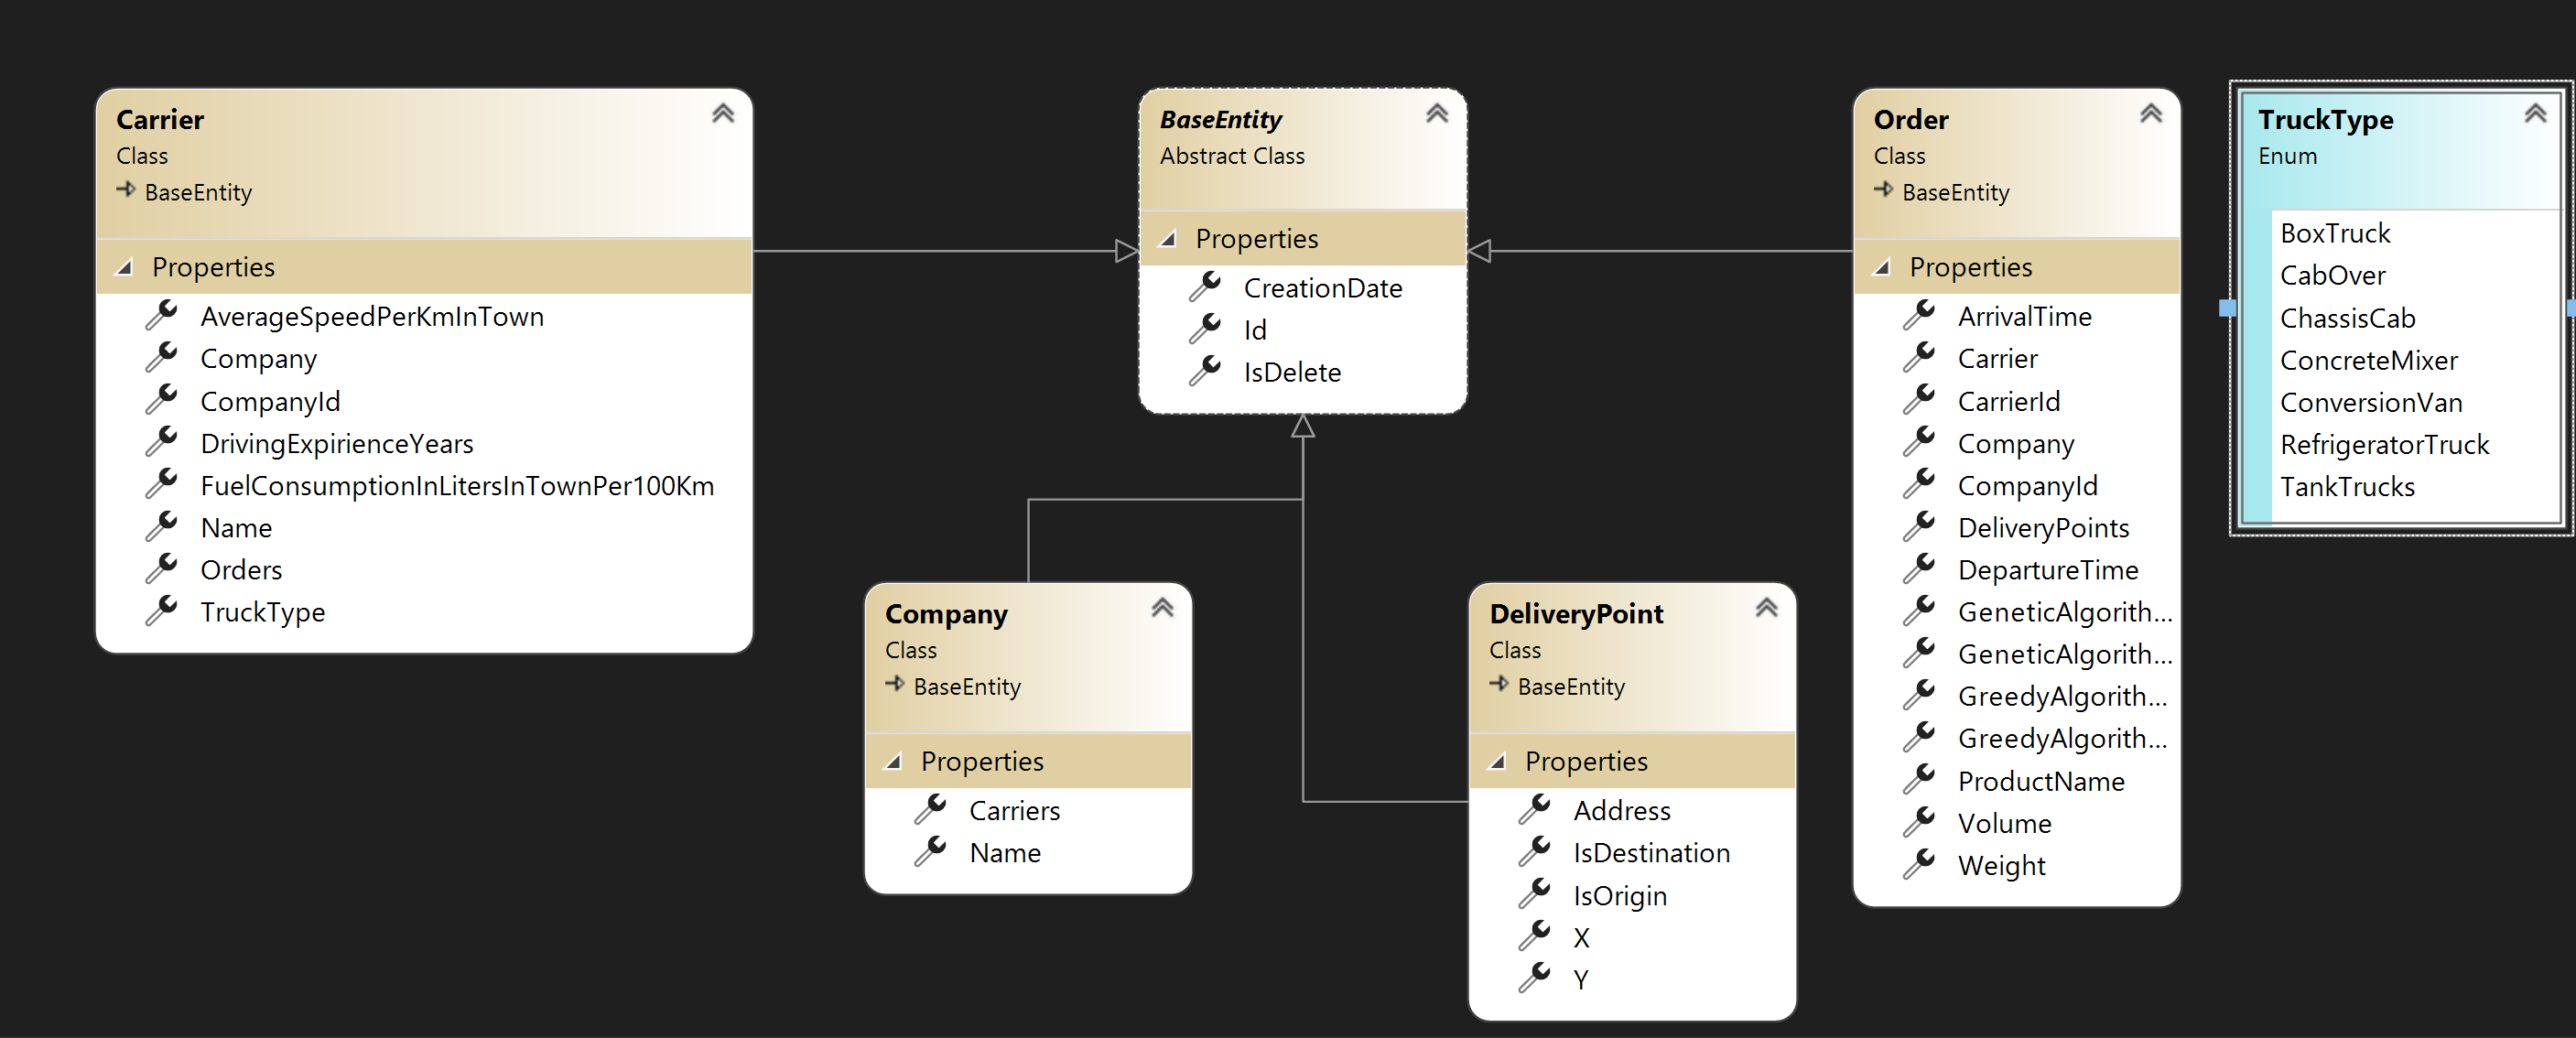 Carrier
Class
BaseEntity
Properties
AverageSpeedPerKmInTown
Company
CompanyId
DrivingExpirienceYears
FuelConsumptionInLitersInTownPer100Km
Name
Orders
TruckType
BaseEntity
Abstract Class
Properties
CreationDate
Id
IsDelete
Company
Class
BaseEntity
Properties
Carriers
Name
DeliveryPoint
Class
BaseEntity
Properties
Address
IsDestination
IsOrigin
X
Y
Order
Class
BaseEntity
Properties
ArrivalTime
Carrier
CarrierId
Company
CompanyId
DeliveryPoints
DepartureTime
GeneticAlgorith...
GeneticAlgorith...
GreedyAlgorith...
GreedyAlgorith...
ProductName
Volume
Weight
TruckType
Enum
BoxTruck
CabOver
ChassisCab
ConcreteMixer
ConversionVan
RefrigeratorTruck
TankTrucks